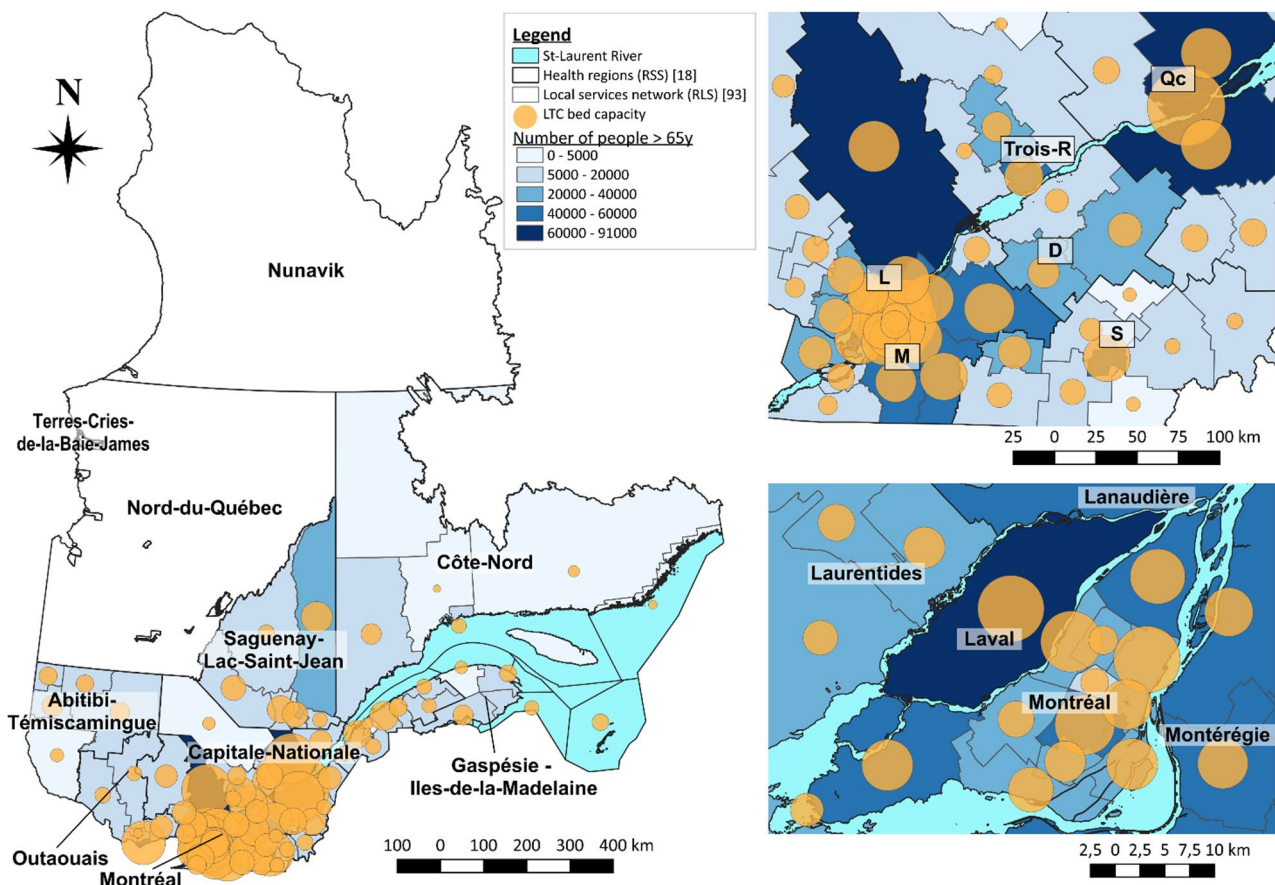 Legend
St-Laurent River
Health regions (RSS) [18]
Local services network (RLS) [93]
LTC bed capacity
Number of people > 65y
0 - 5000
5000 - 20000
20000 - 40000
40000 - 60000
60000 - 91000
N
Nunavik
Terres-Cries-
de-la-Baie-James
Nord-du-Québec
Côte-Nord
Saguenay-
Lac-Saint-Jean
Abitibi-
Témiscamingue
Capitale-Nationale
Gaspésie -
Iles-de-la-Madelaine
Outaouais
Montréal
100 0 100 200 300 400 km
Qc
Trois-R
D
L
S
M
25 0 25 50 75 100 km
Lanaudière
Laurentides
Laval
Montréal
Montérégie
2,5 0 2,5 5 7,5 10 km